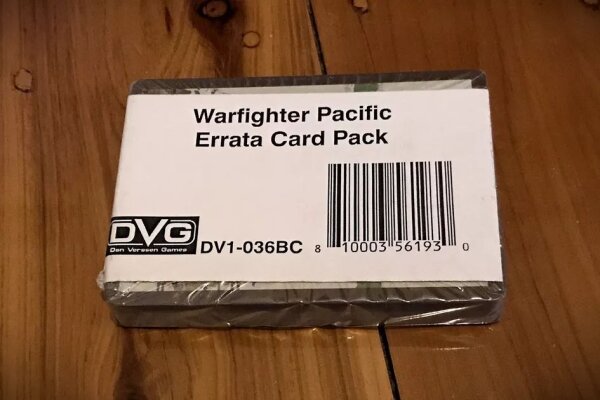 Warfighter Pacific
Errata Card Pack
DVG
Dan Verssen Games
DV1-036BC
8 10003 56193 0